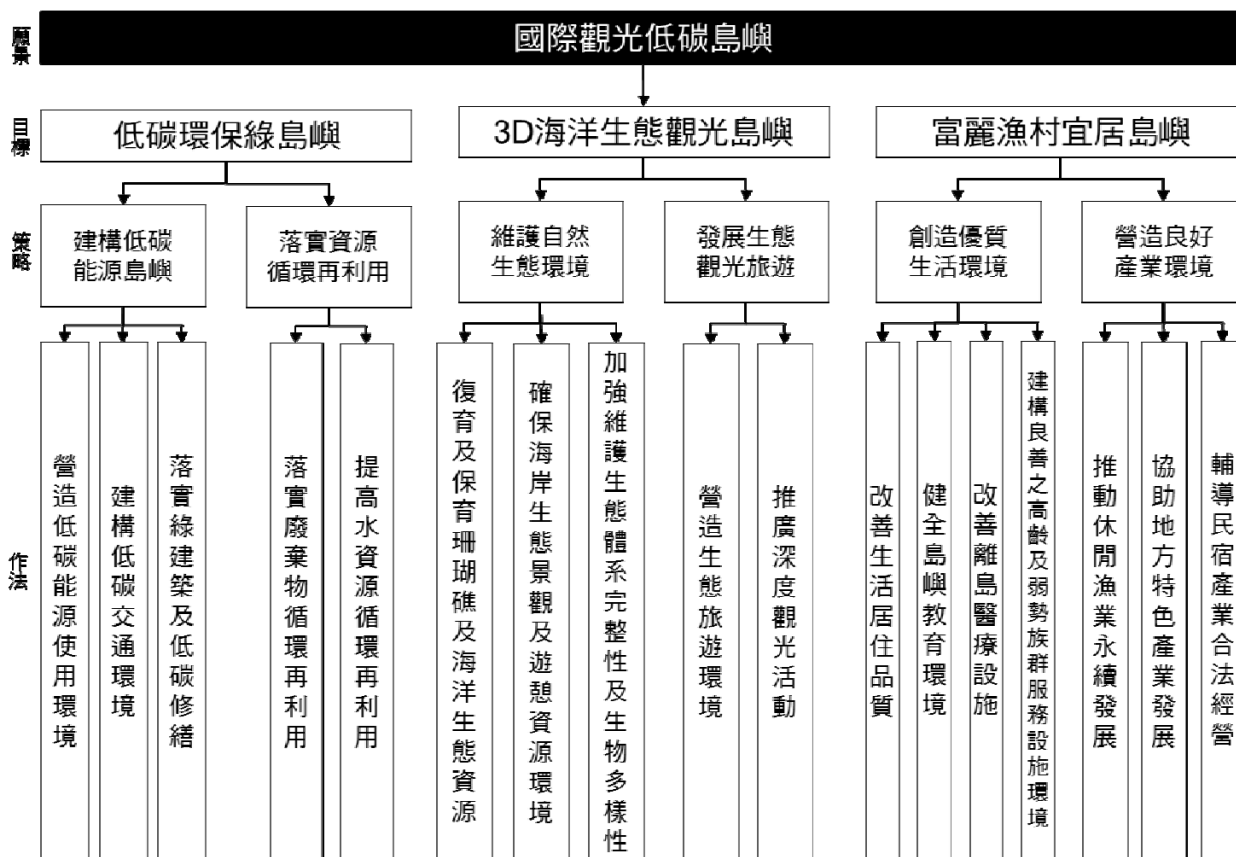 願景
國際觀光低碳島嶼
目標
低碳環保綠島嶼
3D海洋生態觀光島嶼
富麗漁村宜居島嶼
策略
建構低碳
能源島嶼
落實資源
循環再利用
維護自然
生態環境
發展生態
觀光旅遊
創造優質
生活環境
營造良好
產業環境
作法
營造低碳能源使用環境
建構低碳交通環境
落實綠建築及低碳修繕
落實廢棄物循環再利用
提高水資源循環再利用
復育及保育珊瑚礁及海洋生態資源
確保海岸生態景觀及遊憩資源環境
加強維護生態體系完整性及生物多樣性
營造生態旅遊環境
推廣深度觀光活動
改善生活居住品質
健全島嶼教育環境
改善離島醫療設施
建構良善之高齡及弱勢族群服務設施環境
推動休閒漁業永續發展
協助地方特色產業發展
輔導民宿產業合法經營